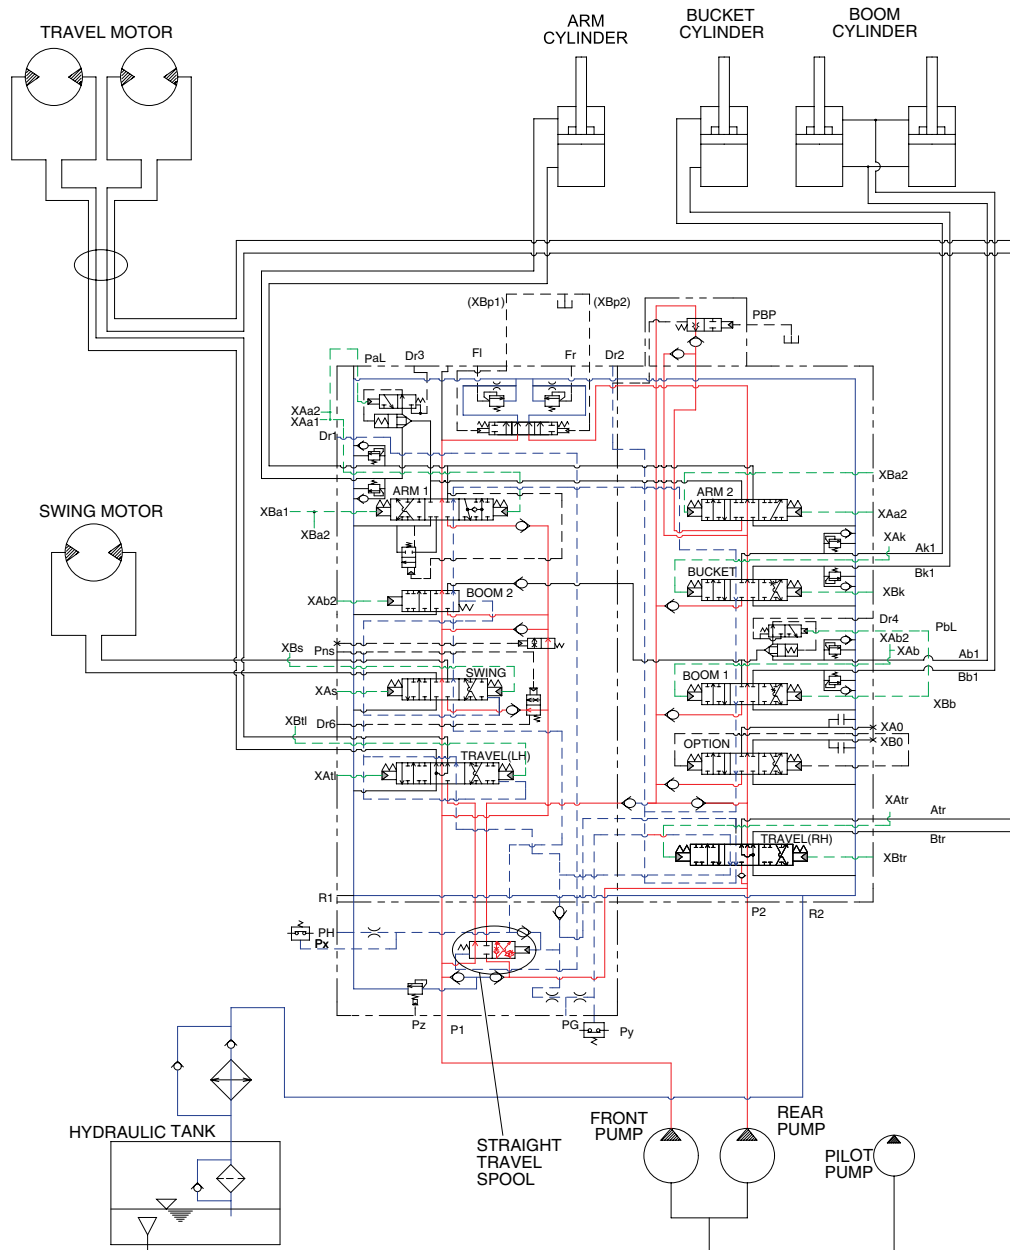 ARM
CYLINDER
BUCKET
CYLINDER
BOOM
CYLINDER
TRAVEL MOTOR
(XBp1)
(XBp2)
PBP
PaL
Dr3
Fl
Fr
Dr2
XAa2
XAa1
Dr1
ARM 1
ARM 2
XBa2
XBa1
XBa2
XAa2
SWING MOTOR
XAk
Ak1
Bk1
BUCKET
XBk
XAb2
BOOM 2
Dr4
PbL
XAb2
XAb
Ab1
Bb1
XBs
Pns
SWING
XAs
BOOM 1
XBb
XBtl
Dr6
XA0
XB0
OPTION
TRAVEL(LH)
XAtl
XAtr
Atr
Btr
TRAVEL(RH)
XBtr
R1
P2
R2
PH
Px
Pz
P1
PG
Py
HYDRAULIC TANK
STRAIGHT
TRAVEL
SPOOL
FRONT
PUMP
REAR
PUMP
PILOT
PUMP